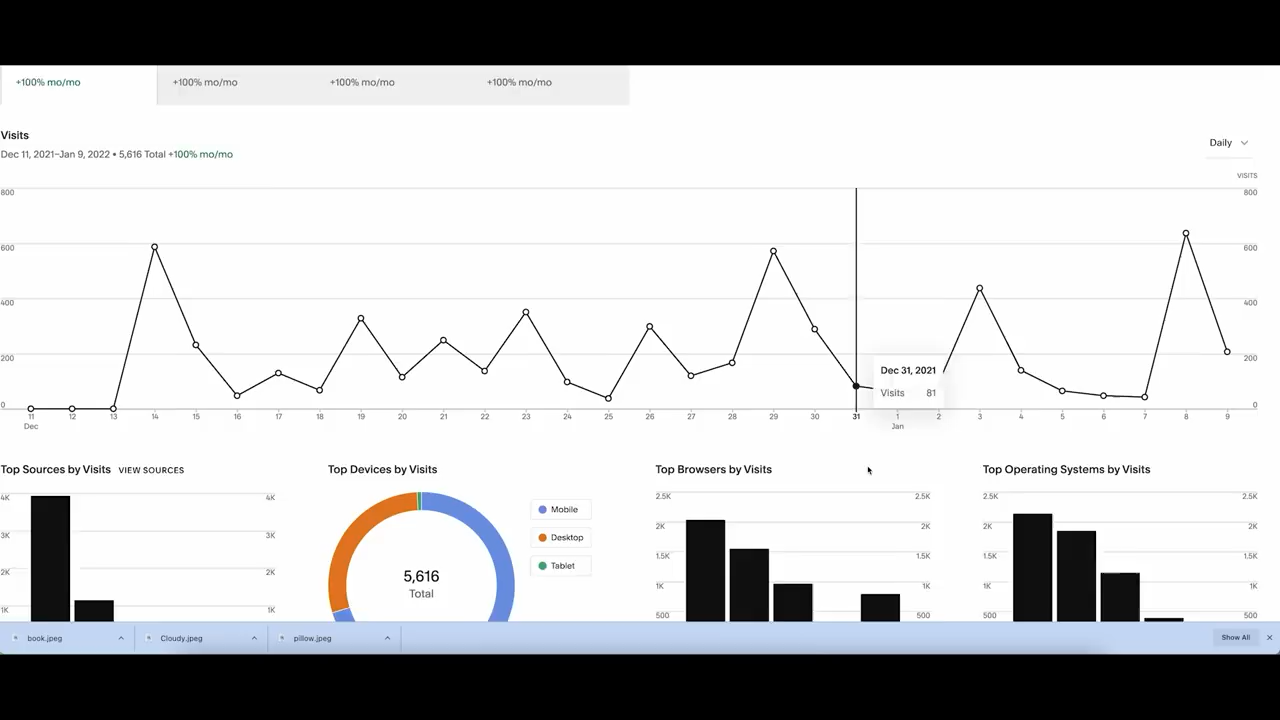 +100% mo/mo +100% mo/mo +100% mo/mo +100% mo/mo
Visits
Dec 11, 2021–Jan 9, 2022 • 5,616 Total +100% mo/mo
Daily
VISITS
800 800
600 600
400 400
200 200
0 0
Dec 31, 2021
Visits 81
11 12 13 14 15 16 17 18 19 20 21 22 23 24 25 26 27 28 29 30 31 1 2 3 4 5 6 7 8 9
Dec Jan
Top Sources by Visits VIEW SOURCES
4K 4K
3K 3K
2K 2K
1K 1K
Top Devices by Visits
5,616
Total
Mobile
Desktop
Tablet
Top Browsers by Visits
2.5K 2.5K
2K 2K
1.5K 1.5K
1K 1K
500 500
Top Operating Systems by Visits
2.5K 2.5K
2K 2K
1.5K 1.5K
1K 1K
500 500
book.jpeg Cloudy.jpeg pillow.jpeg Show All